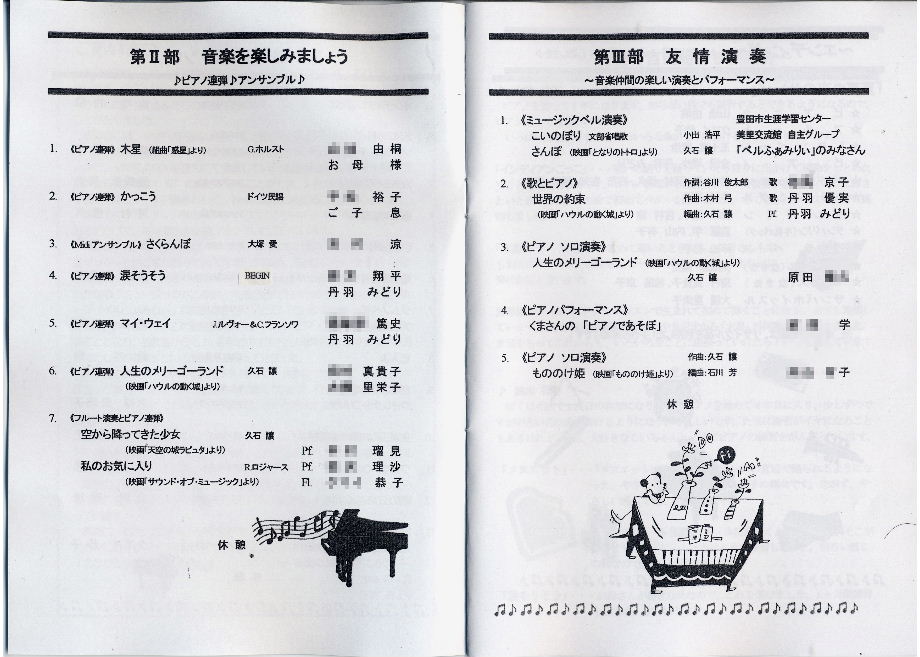 第Ⅱ部 音楽を楽しみましょう
♪ピアノ連弾♪アンサンブル♪
1. 《ピアノ連弾》 木星 (組曲「惑星」より) G.ホルスト 由桐
お母様
2. 《ピアノ連弾》 かっこう ドイツ民謡 裕子
ご子息
3. 《Midiアンサンブル》 さくらんぼ 大塚 愛 涼
4. 《ピアノ連弾》 涙そうそう BEGIN 翔平
丹羽 みどり
5. 《ピアノ連弾》 マイ・ウェイ J.ルヴォー&C.フランソワ 篤史
丹羽 みどり
6. 《ピアノ連弾》 人生のメリーゴーランド 久石 譲 真貴子
(映画「ハウルの動く城」より) 里栄子
7. 《フルート演奏とピアノ連弾》
空から降ってきた少女 久石 譲
(映画「天空の城ラピュタ」より) Pf. 瑠見
私のお気に入り R.ロジャース Pf. 理沙
(映画「サウンド・オブ・ミュージック」より) Fl. 恭子
休憩
第Ⅲ部 友情演奏
～音楽仲間の楽しい演奏とパフォーマンス～
1. 《ミュージックベル演奏》 豊田市生涯学習センター
こいのぼり 文部省唱歌 小出 浩平 美里交流館 自主グループ
さんぽ (映画「となりのトトロ」より) 久石 譲 「ベルふぁみりぃ」のみなさん
2. 《歌とピアノ》 作詞:谷川 俊太郎 歌 京子
世界の約束 作曲:木村 弓 歌 丹羽 優実
(映画「ハウルの動く城」より) 編曲:久石 譲 Pf. 丹羽 みどり
3. 《ピアノ ソロ演奏》
人生のメリーゴーランド (映画「ハウルの動く城」より)
久石 譲 原田
4. 《ピアノパフォーマンス》
くまさんの 「ピアノであそぼ」 学
5. 《ピアノ ソロ演奏》 作曲:久石 譲
もののけ姫 (映画「もののけ姫」より) 編曲:石川 芳 子
休憩